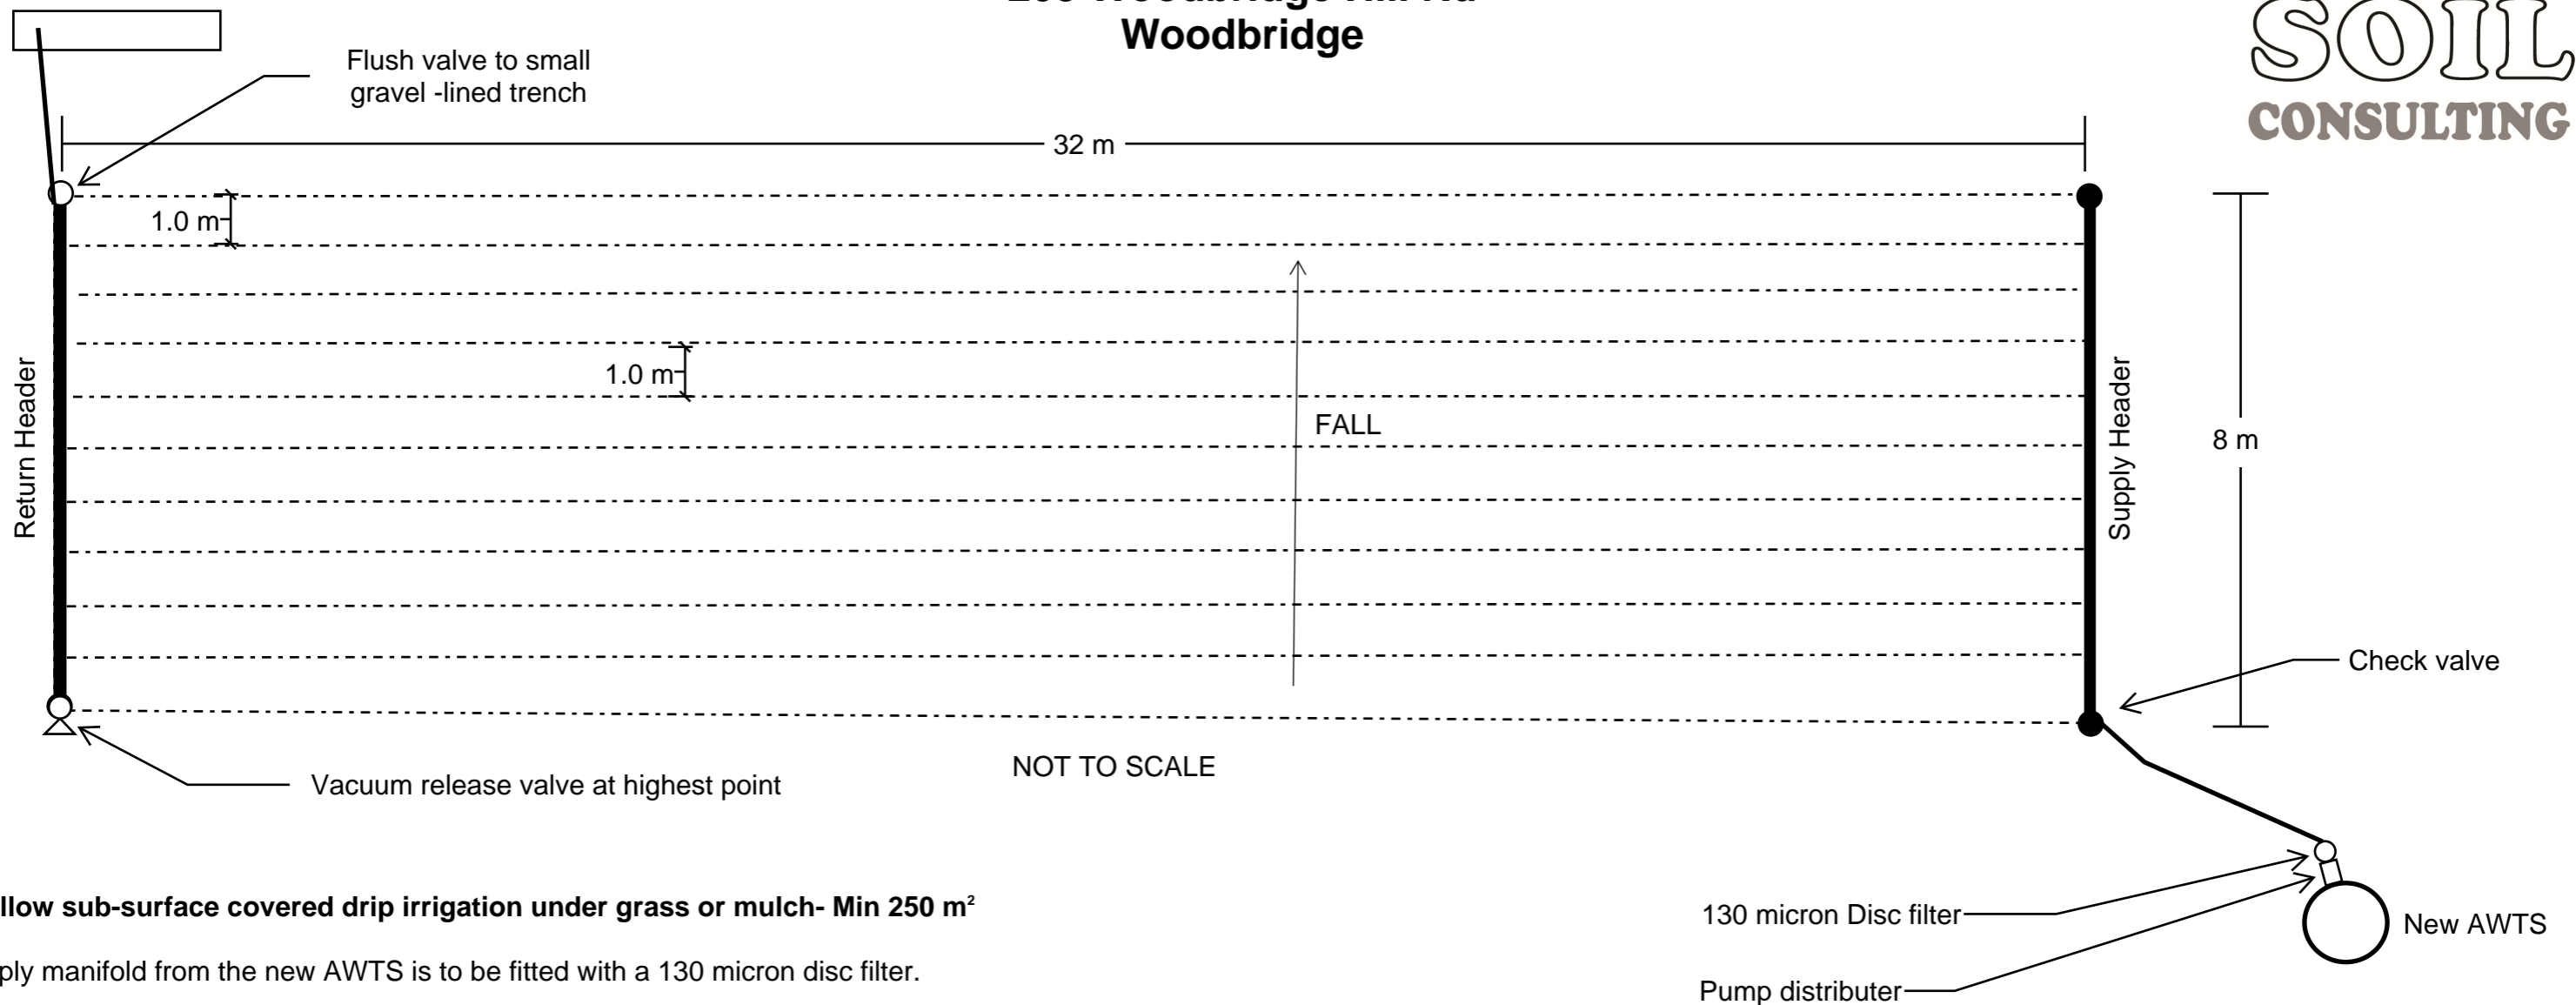 Woodbridge
SOIL
CONSULTING
Flush valve to small
gravel -lined trench
32 m
1.0 m
1.0 m
FALL
Return Header
Supply Header
8 m
Check valve
NOT TO SCALE
Vacuum release valve at highest point
llow sub-surface covered drip irrigation under grass or mulch- Min 250 m²
130 micron Disc filter
New AWTS
ply manifold from the new AWTS is to be fitted with a 130 micron disc filter.
Pump distributer